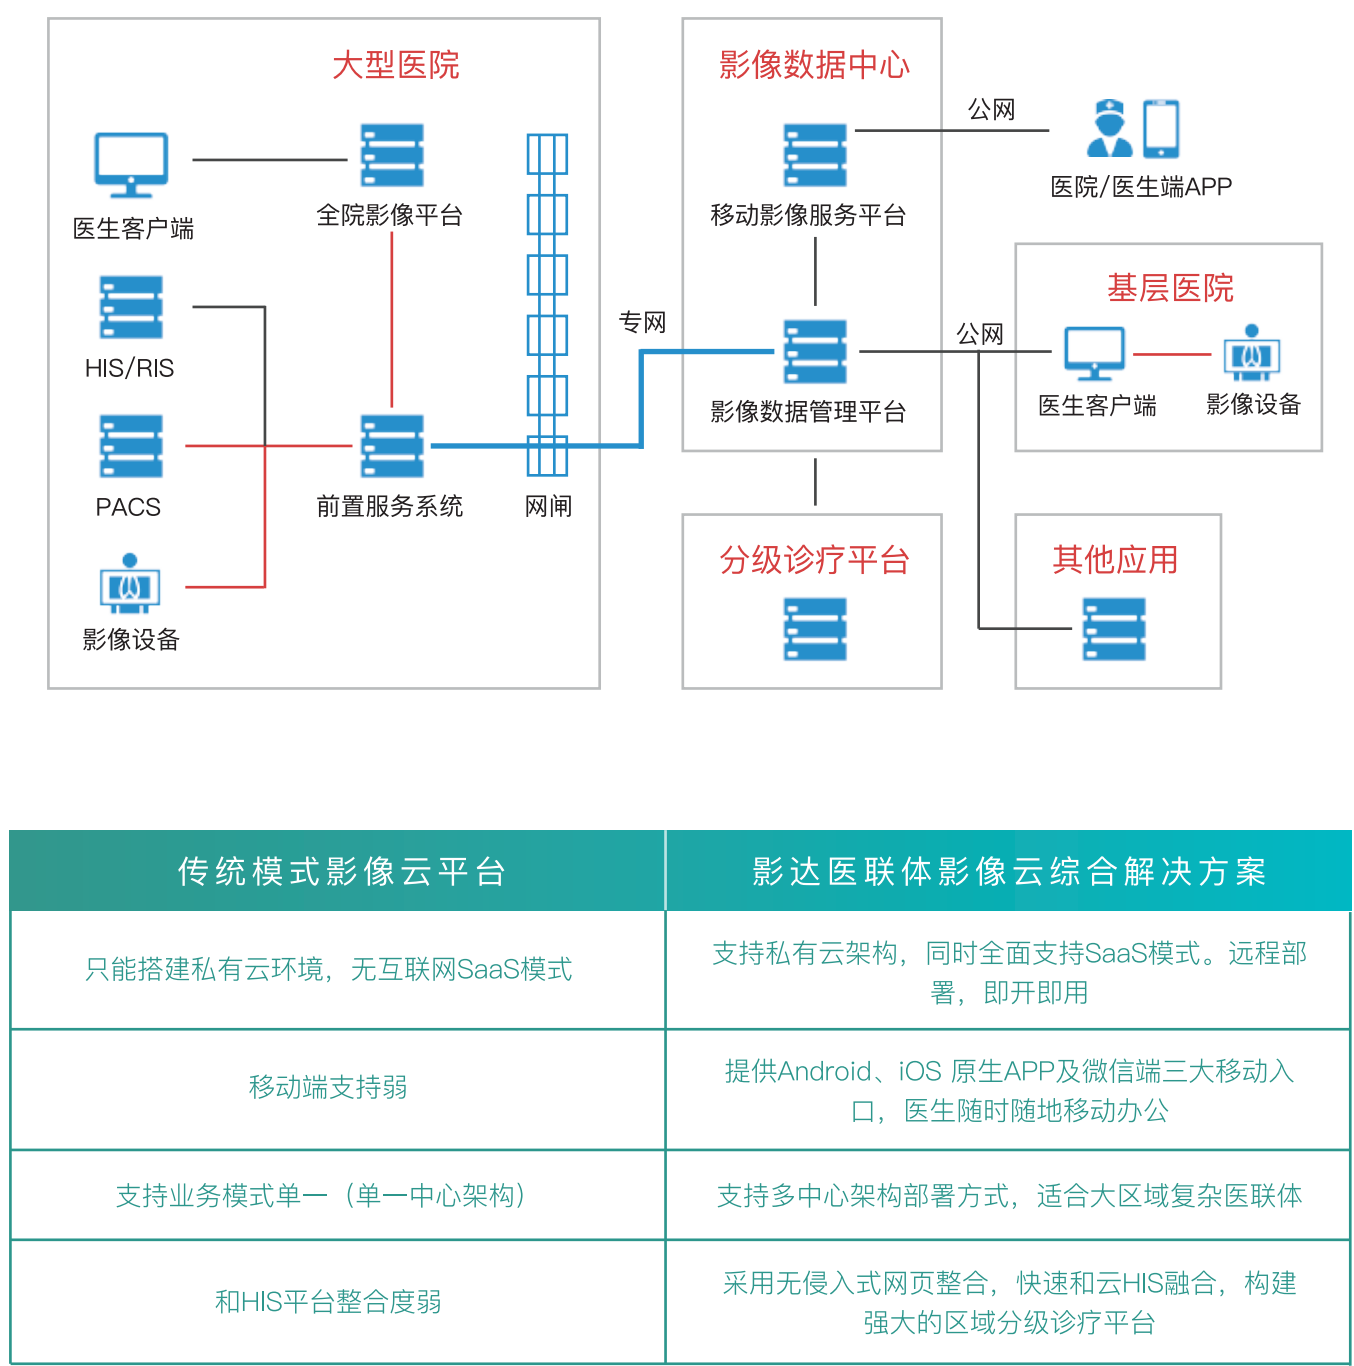 大型医院
影像数据中心
公网
医院/医生端APP
医生客户端
全院影像平台
移动影像服务平台
基层医院
专网
公网
HIS/RIS
影像数据管理平台
医生客户端
影像设备
PACS
前置服务系统
网闸
分级诊疗平台
其他应用
影像设备
传统模式影像云平台
影达医联体影像云综合解决方案
只能搭建私有云环境，无互联网SaaS模式
支持私有云架构，同时全面支持SaaS模式。远程部
署，即开即用
移动端支持弱
提供Android、iOS 原生APP及微信端三大移动入
口，医生随时随地移动办公
支持业务模式单一（单一中心架构）
支持多中心架构部署方式，适合大区域复杂医联体
和HIS平台整合度弱
采用无侵入式网页整合，快速和云HIS融合，构建
强大的区域分级诊疗平台